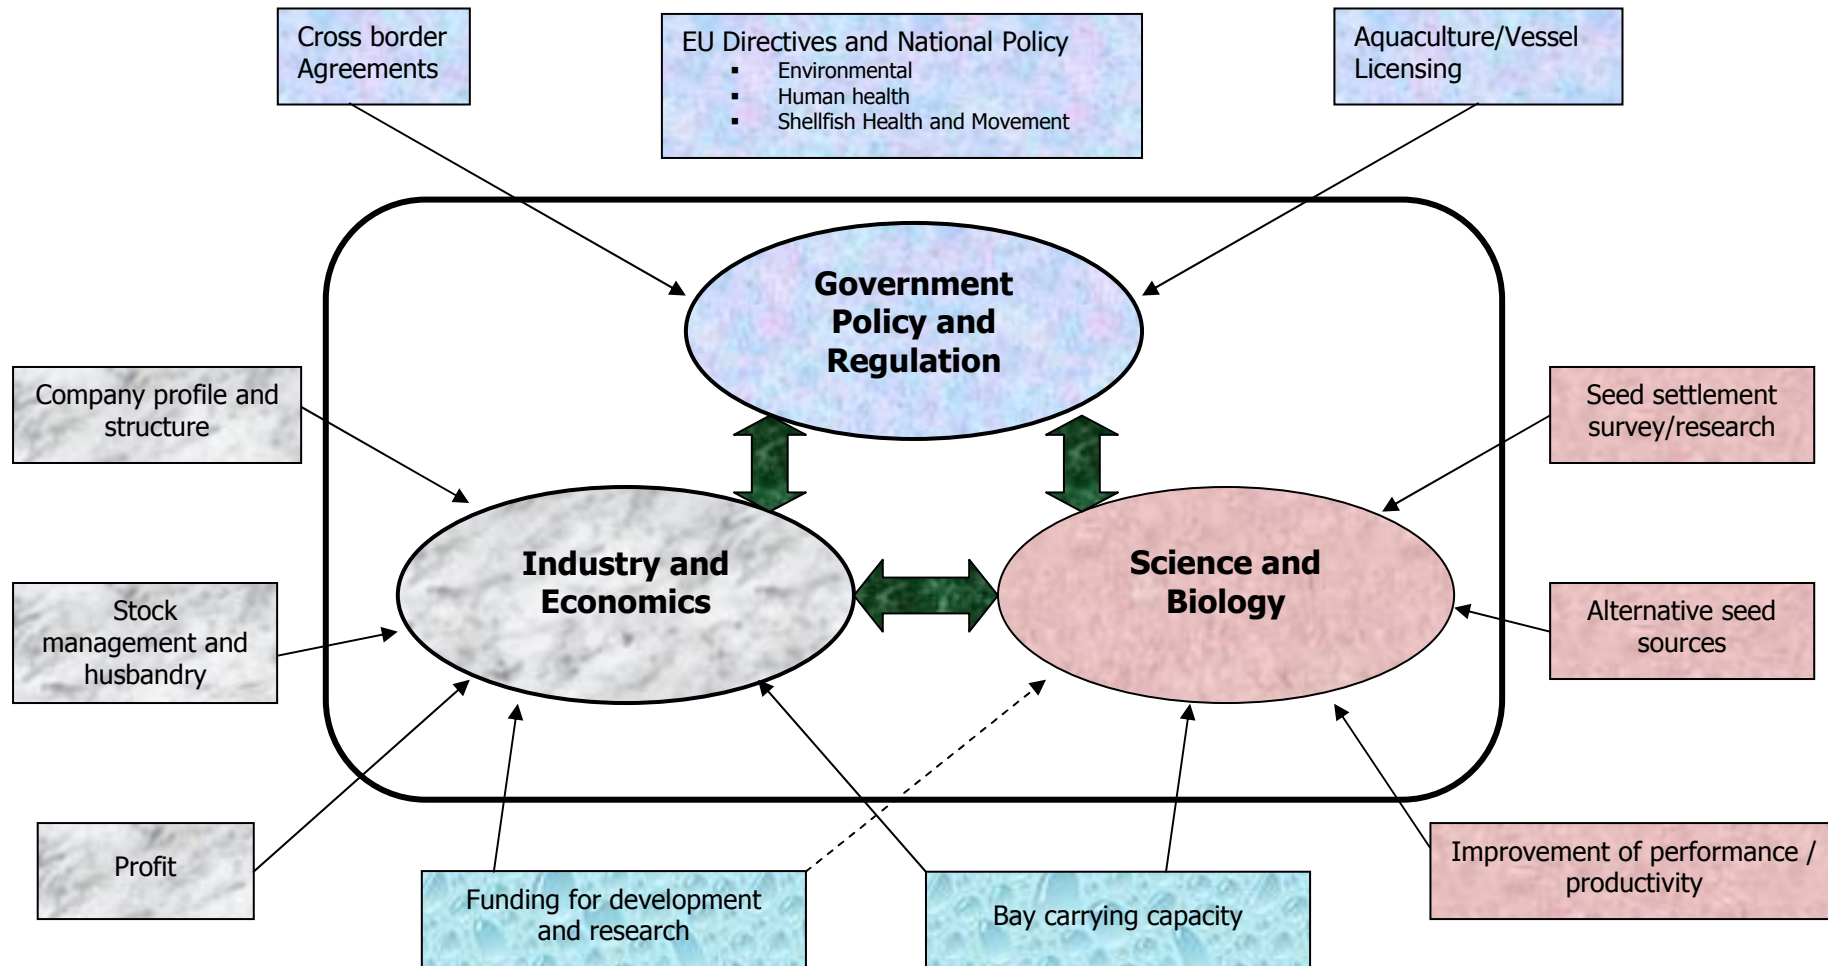 Cross border
Agreements
EU Directives and National Policy
▪ Environmental
▪ Human health
▪ Shellfish Health and Movement
Aquaculture/Vessel
Licensing
Government
Policy and
Regulation
Company profile and
structure
Seed settlement
survey/research
Industry and
Economics
Science and
Biology
Stock
management and
husbandry
Alternative seed
sources
Profit
Funding for development
and research
Bay carrying capacity
Improvement of performance /
productivity